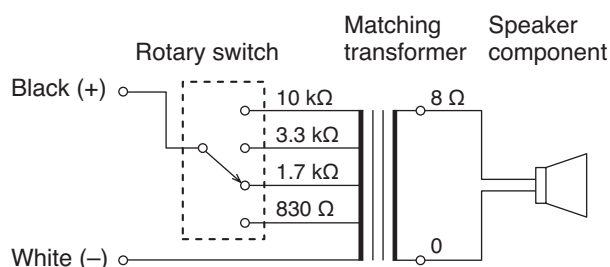 Rotary switch
Matching
transformer
Speaker
component
Black (+)
10 kΩ
3.3 kΩ
1.7 kΩ
830 Ω
8 Ω
0
White (–)